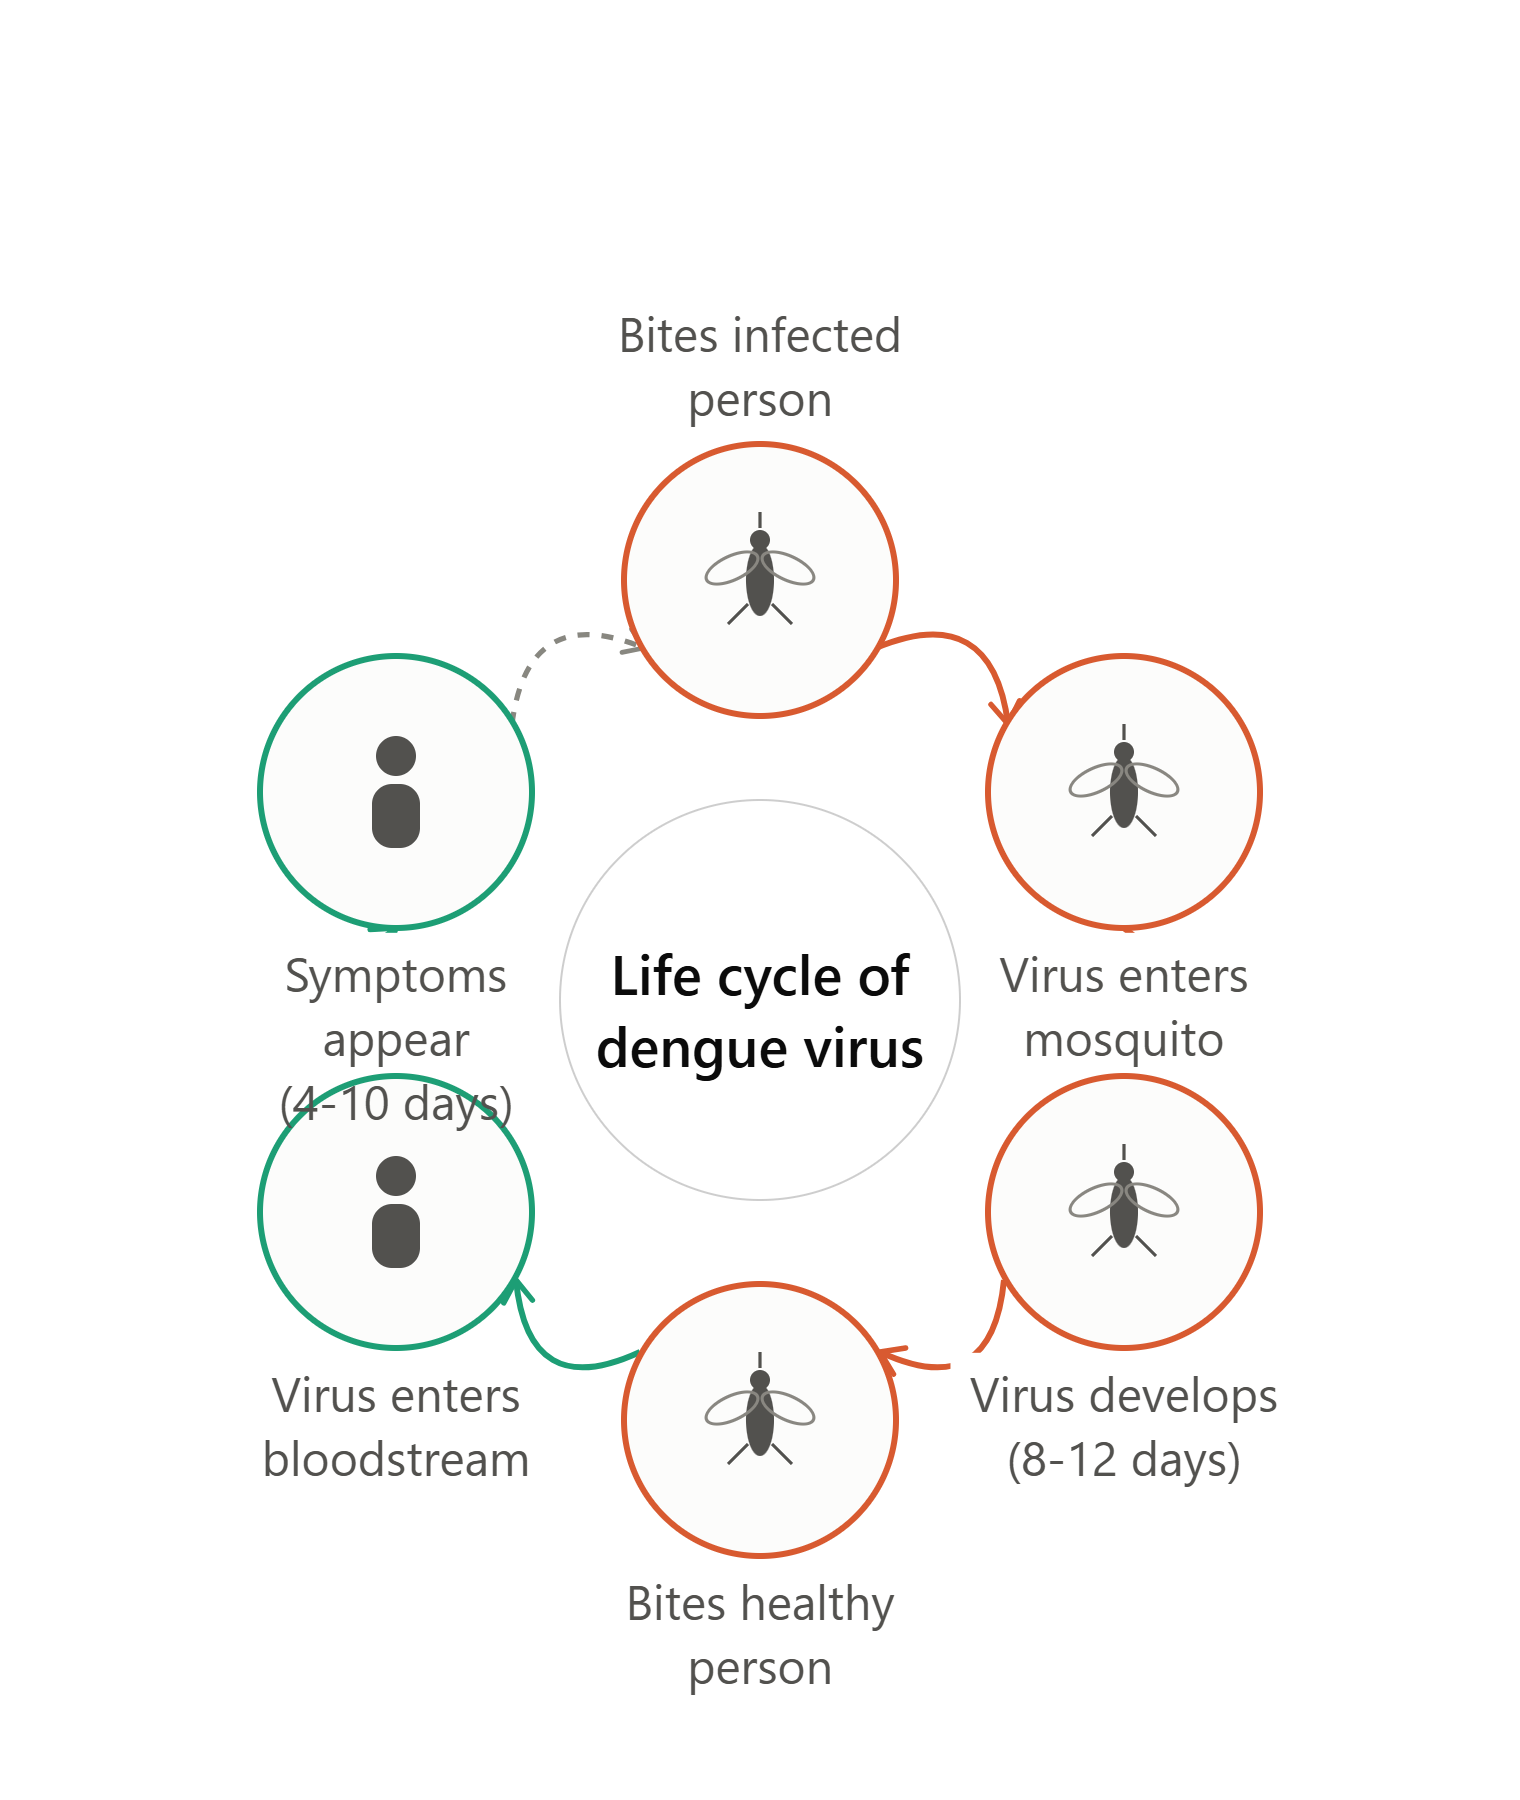 Bites infected
person
Symptoms
appear
(4-10 days)
Life cycle of
dengue virus
Virus enters
mosquito
Virus enters
bloodstream
Virus develops
(8-12 days)
Bites healthy
person